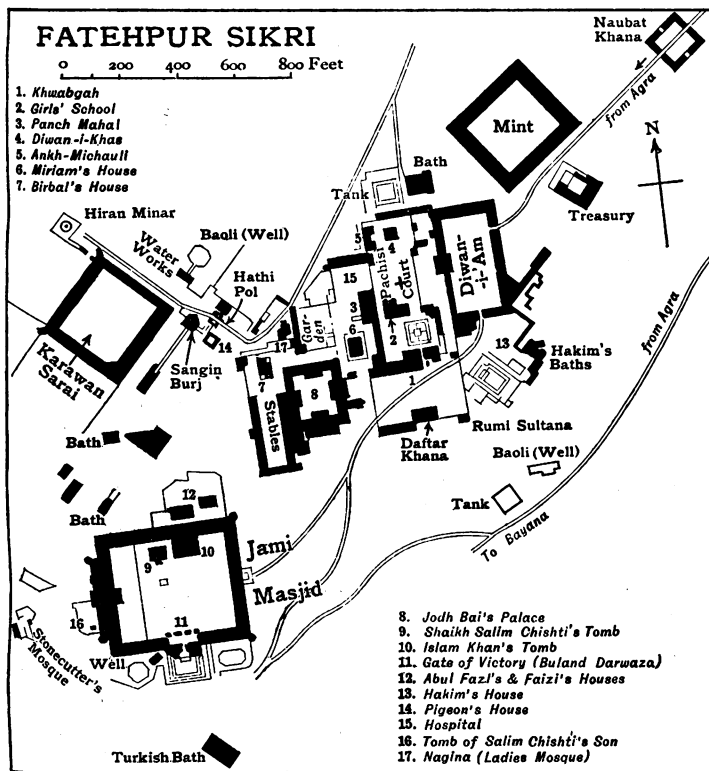 FATEHPUR SIKRI
0 200 400 800 Feet
1. Khwabgah
2. Girls' School
3. Panch Mahal
4. Diwan-i-Khas
5. Ankh-Michauli
6. Miriam's House
7. Birbal's House
Naubat
Khana
from Agra
N
Mint
Bath
Tank
Treasury
Hiran Minar
Baoli (Well)
Water
Works
Hathi
Pol
5
4
15
Pachisi
Court
Diwan
-i-Am
3
Gar-
den
2
6
13
Hakim's
Baths
from Agra
Karawan
Sarai
Sangin
Burj
14
17
7
8
1
Stables
Daftar
Khana
Rumi Sultana
Baoli (Well)
Tank
To Bayana
Bath
Bath
12
Jami
Masjid
9
10
11
16
Stonecutter's
Mosque
Well
Turkish Bath
8. Jodh Bai's Palace
9. Shaikh Salim Chishti's Tomb
10. Islam Khan's Tomb
11. Gate of Victory (Buland Darwaza)
12. Abul Fazl's & Faizi's Houses
13. Hakim's House
14. Pigeon's House
15. Hospital
16. Tomb of Salim Chishti's Son
17. Nagina (Ladies Mosque)